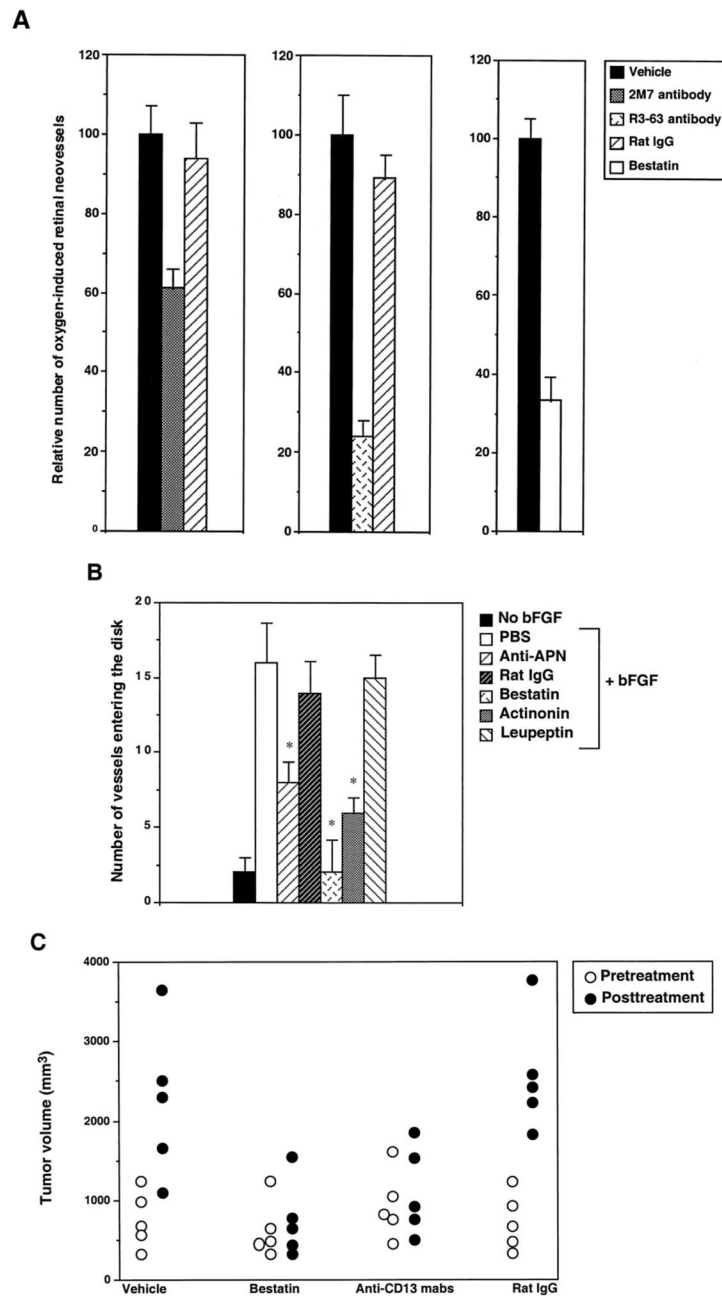 A
Relative number of oxygen-induced retinal neovessels
120
100
80
60
40
20
0
120
100
80
60
40
20
0
120
100
80
60
40
20
0
Vehicle
2M7 antibody
R3-63 antibody
Rat IgG
Bestatin
B
Number of vessels entering the disk
20
15
10
5
0
*
*
*
No bFGF
PBS
Anti-APN
Rat IgG
Bestatin
Actinonin
Leupeptin
+ bFGF
C
Tumor volume (mm³)
4000
3000
2000
1000
0
Vehicle
Bestatin
Anti-CD13 mabs
Rat IgG
Pretreatment
Posttreatment